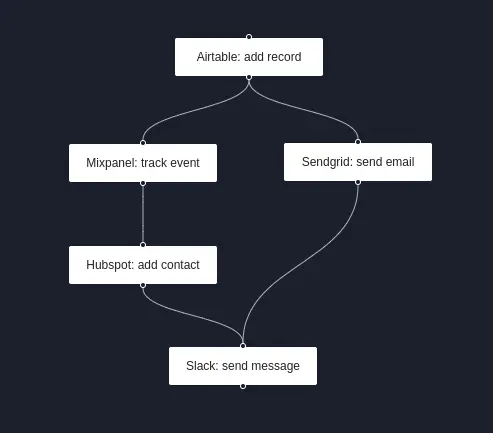 Airtable: add record
Mixpanel: track event
Sendgrid: send email
Hubspot: add contact
Slack: send message